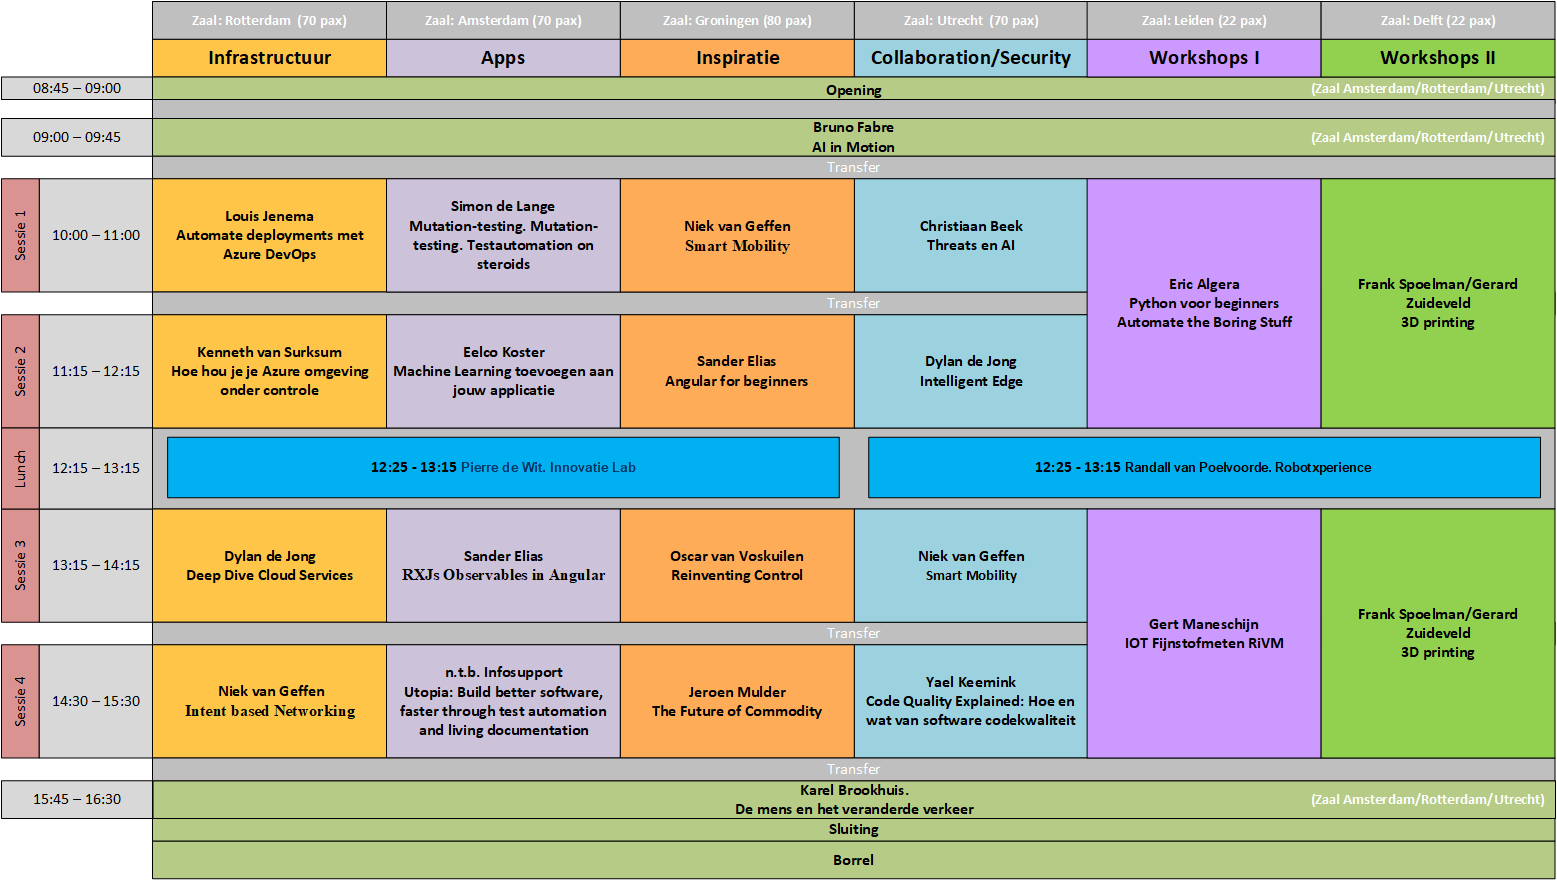 Zaal: Rotterdam (70 pax)
Zaal: Amsterdam (70 pax)
Zaal: Groningen (80 pax)
Zaal: Utrecht (70 pax)
Zaal: Leiden (22 pax)
Zaal: Delft (22 pax)
Infrastructuur
Apps
Inspiratie
Collaboration/Security
Workshops I
Workshops II
08:45 – 09:00
Opening
(Zaal Amsterdam/Rotterdam/Utrecht)
09:00 – 09:45
Bruno Fabre
AI in Motion
(Zaal Amsterdam/Rotterdam/Utrecht)
Transfer
Sessie 1
10:00 – 11:00
Louis Jenema
Automate deployments met
Azure DevOps
Simon de Lange
Mutation-testing. Mutation-
testing. Testautomation on
steroids
Niek van Geffen
Smart Mobility
Christiaan Beek
Threats en AI
Eric Algera
Python voor beginners
Automate the Boring Stuff
Frank Spoelman/Gerard
Zuideveld
3D printing
Transfer
Sessie 2
11:15 – 12:15
Kenneth van Surksum
Hoe hou je je Azure omgeving
onder controle
Eelco Koster
Machine Learning toevoegen aan
jouw applicatie
Sander Elias
Angular for beginners
Dylan de Jong
Intelligent Edge
Lunch
12:15 – 13:15
12:25 - 13:15 Pierre de Wit. Innovatie Lab
12:25 - 13:15 Randall van Poelvoorde. Robotxperience
Sessie 3
13:15 – 14:15
Dylan de Jong
Deep Dive Cloud Services
Sander Elias
RXJs Observables in Angular
Oscar van Voskuilen
Reinventing Control
Niek van Geffen
Smart Mobility
Gert Maneschijn
IOT Fijnstofmeten RiVM
Frank Spoelman/Gerard
Zuideveld
3D printing
Transfer
Sessie 4
14:30 – 15:30
Niek van Geffen
Intent based Networking
n.t.b. Infosupport
Utopia: Build better software,
faster through test automation
and living documentation
Jeroen Mulder
The Future of Commodity
Yael Keemink
Code Quality Explained: Hoe en
wat van software codekwaliteit
Transfer
15:45 – 16:30
Karel Brookhuis.
De mens en het veranderde verkeer
(Zaal Amsterdam/Rotterdam/Utrecht)
Sluiting
Borrel